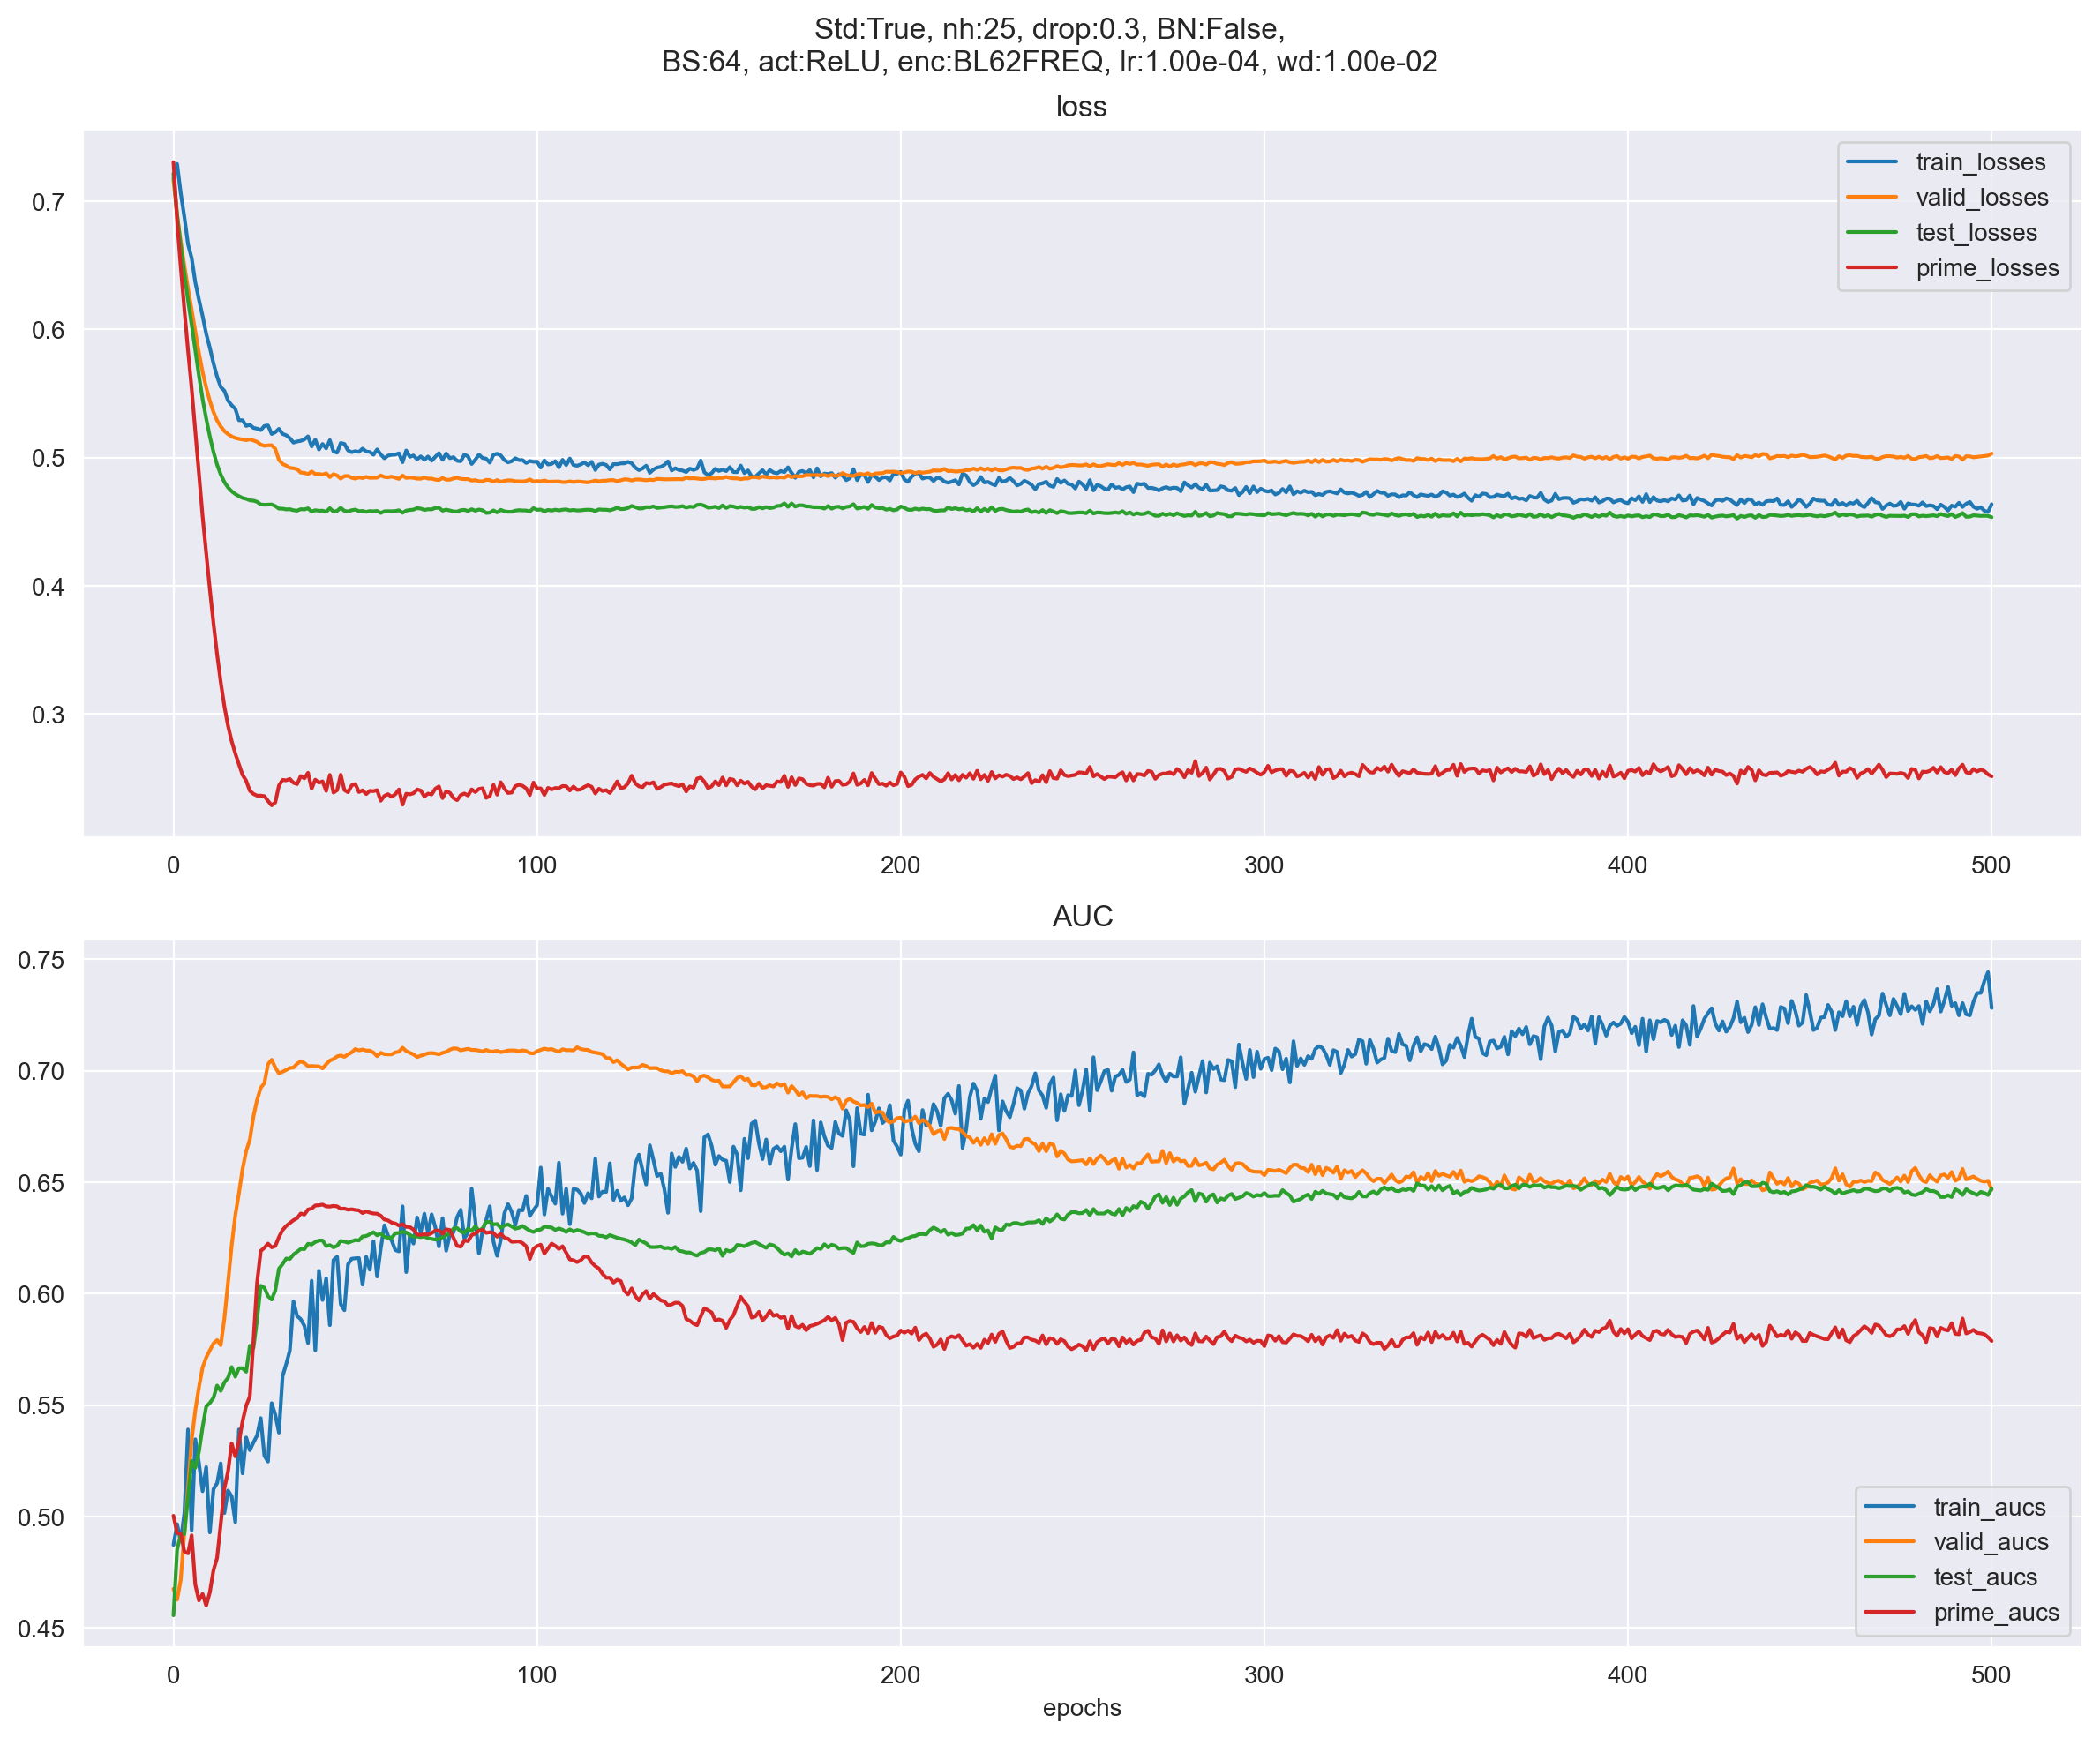 Std:True, nh:25, drop:0.3, BN:False,
BS:64, act:ReLU, enc:BL62FREQ, lr:1.00e-04, wd:1.00e-02
loss
train_losses
valid_losses
test_losses
prime_losses
0.7
0.6
0.5
0.4
0.3
0 100 200 300 400 500
AUC
0.75
0.70
0.65
0.60
0.55
0.50
0.45
train_aucs
valid_aucs
test_aucs
prime_aucs
0 100 200 300 400 500
epochs